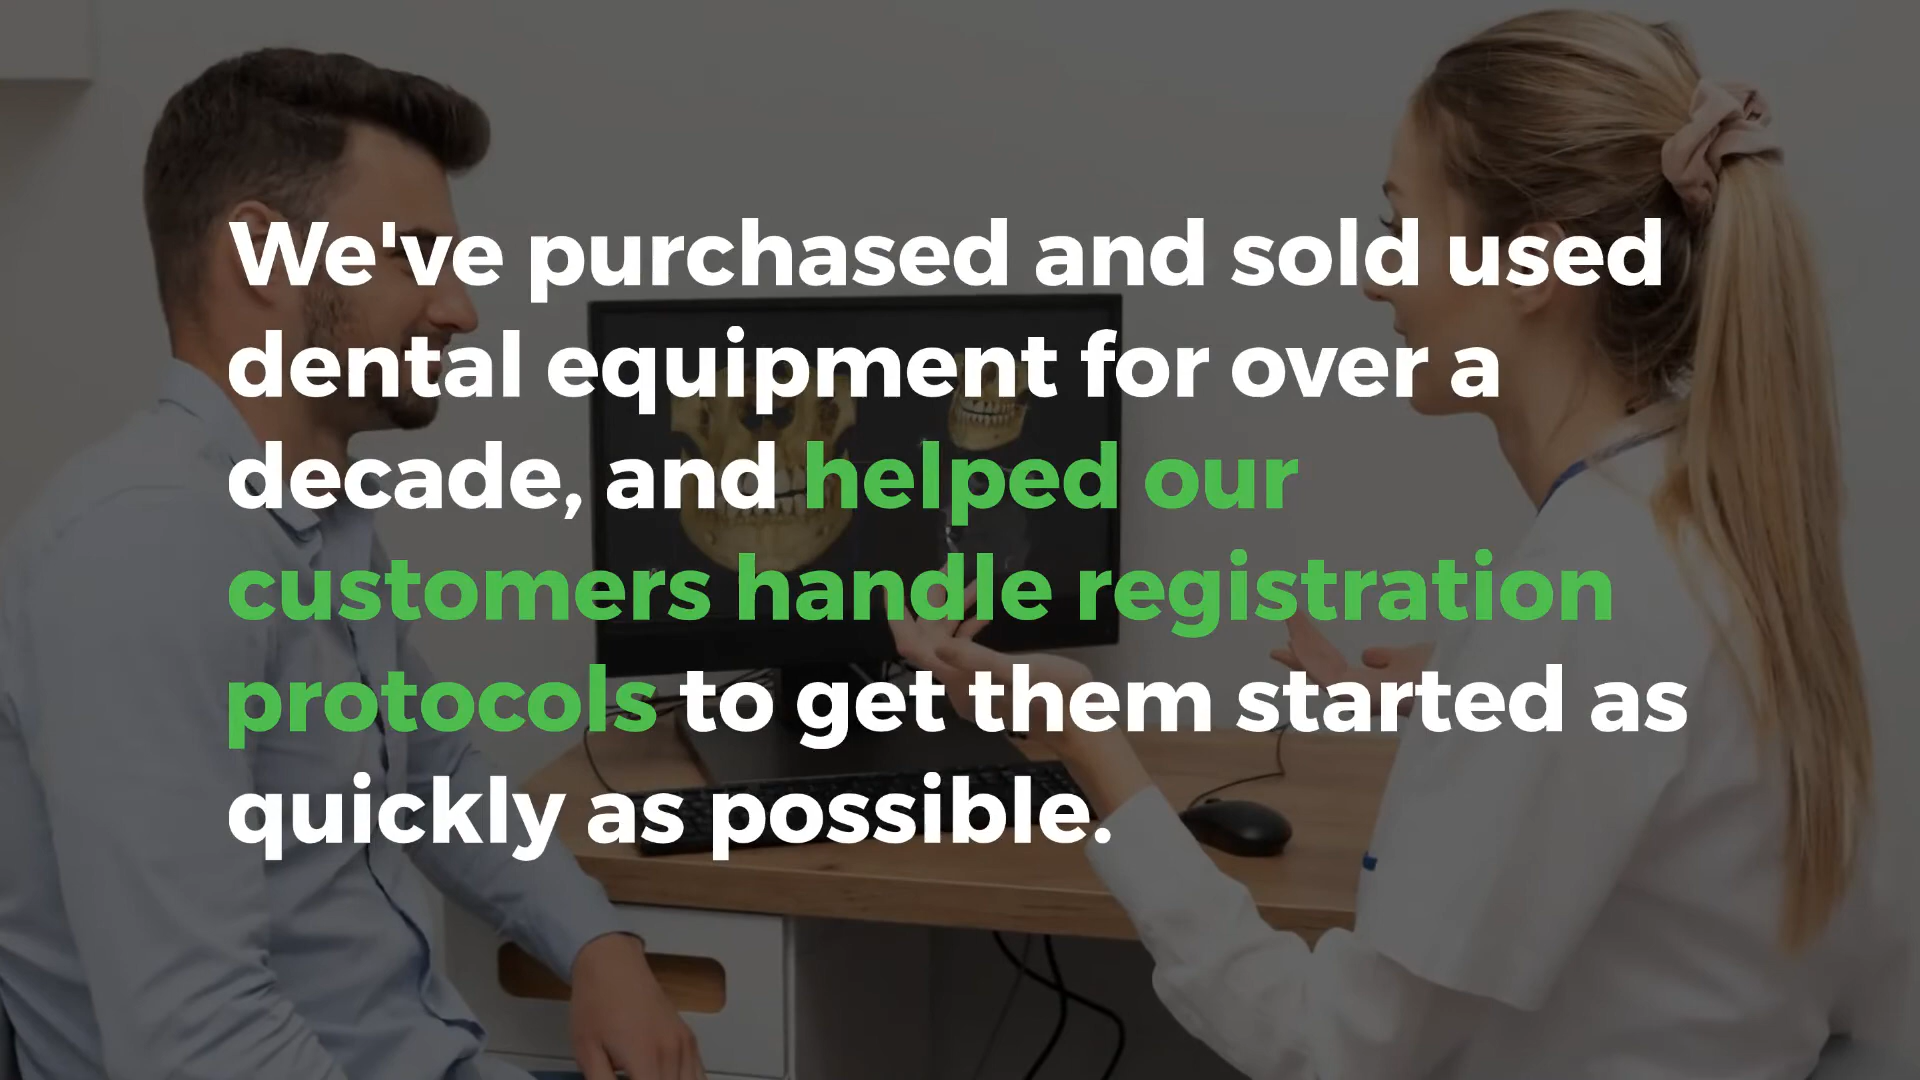 We've purchased and sold used
dental equipment for over a
decade, and helped our
customers handle registration
protocols to get them started as
quickly as possible.